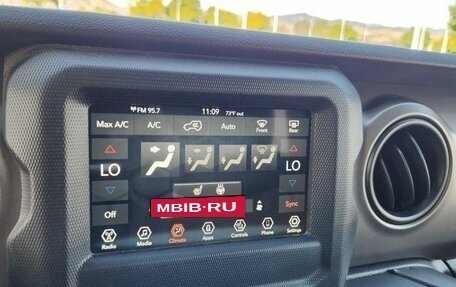 FM 95.7 11:09 73°F out
Max A/C A/C Auto Front Rear
LO LO
Off Sync
MBIB-RU
Radio Media Climate Apps Controls Phone Settings